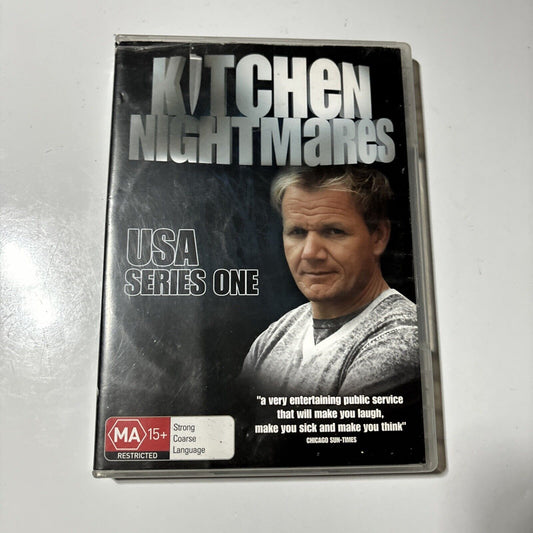 KITCHEN
NIGHTMARES
USA
SERIES ONE
"a very entertaining public service
that will make you laugh,
make you sick and make you think"
CHICAGO SUN-TIMES
MA 15+
RESTRICTED
Strong
Coarse
Language